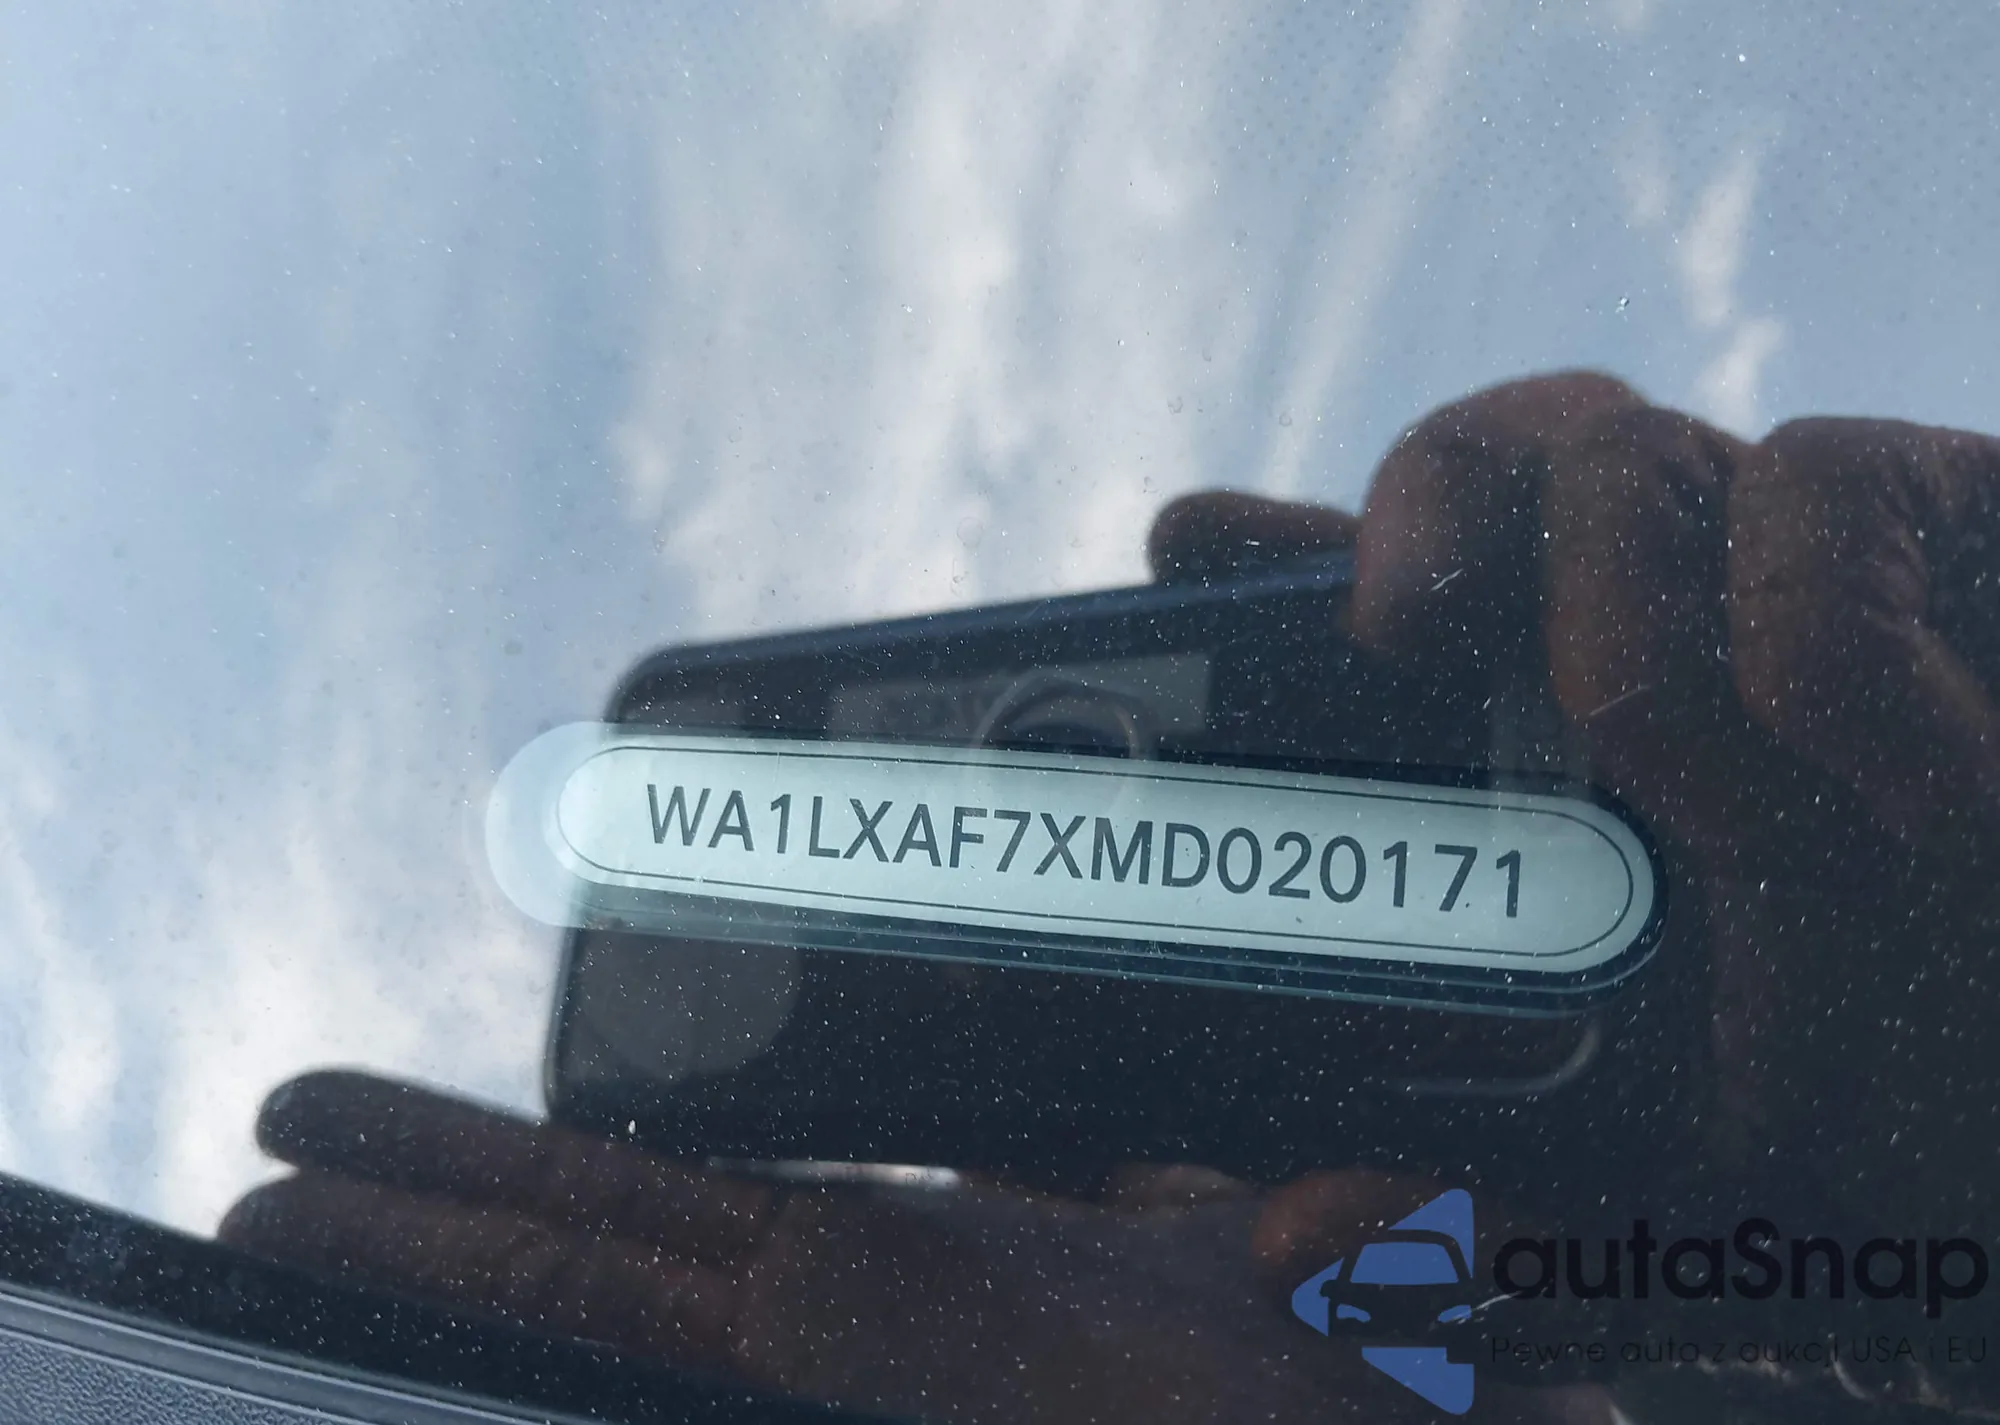 WA1LXAF7XMD020171
autaSnap
Pewne auto z aukcji USA i EU